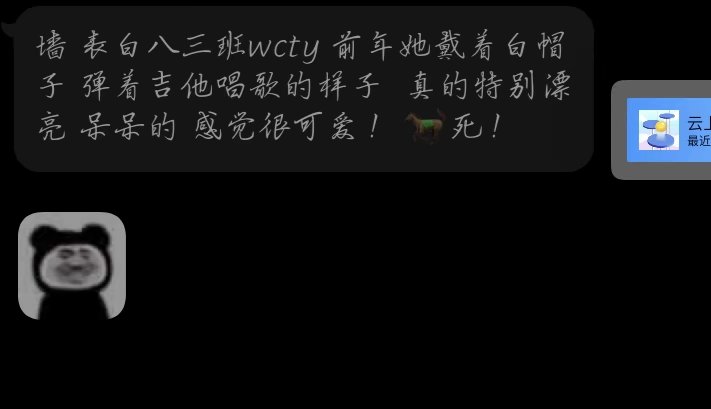 墙 表白八三班wcty 前年她戴着白帽
子 弹着吉他唱歌的样子 真的特别漂
亮 呆呆的 感觉很可爱！🐕死！
云上
最近